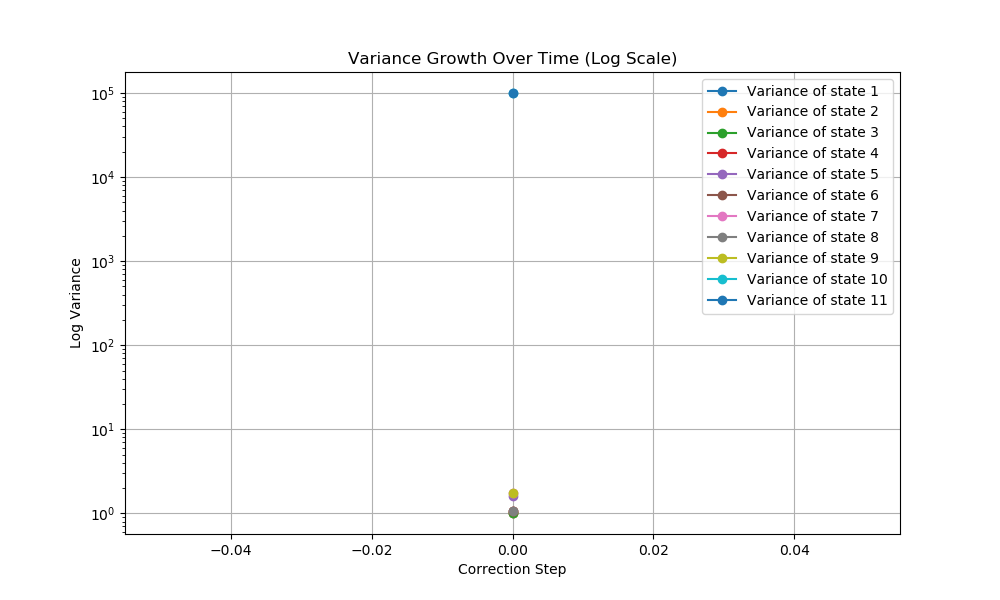 Variance Growth Over Time (Log Scale)
Log Variance
10⁵
10⁴
10³
10²
10¹
10⁰
Variance of state 1
Variance of state 2
Variance of state 3
Variance of state 4
Variance of state 5
Variance of state 6
Variance of state 7
Variance of state 8
Variance of state 9
Variance of state 10
Variance of state 11
−0.04 −0.02 0.00 0.02 0.04
Correction Step